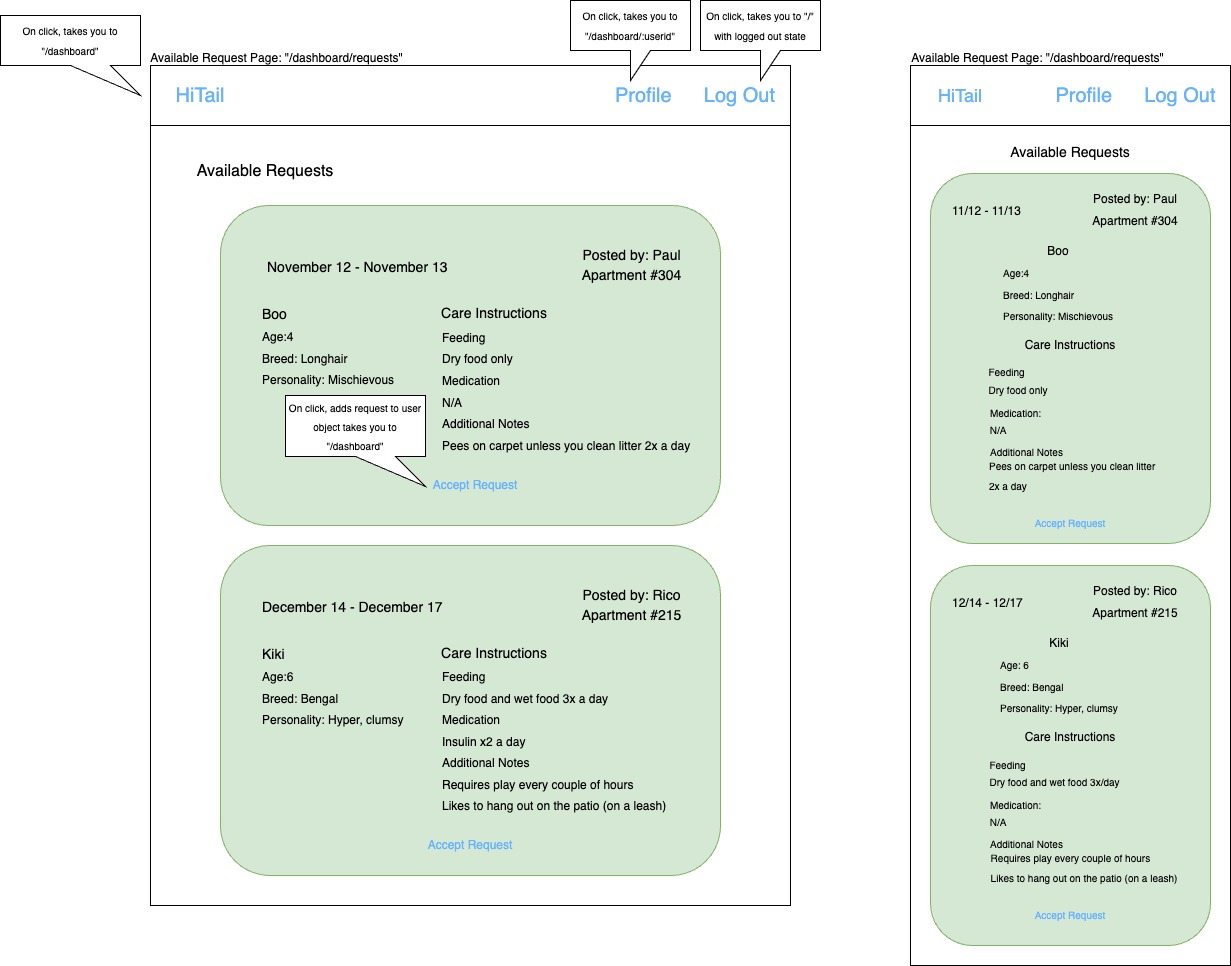 On click, takes you to
"/dashboard"
On click, takes you to
"/dashboard/:userid"
On click, takes you to "/"
with logged out state
Available Request Page: "/dashboard/requests"
HiTail
Profile
Log Out
Available Requests
November 12 - November 13
Posted by: Paul
Apartment #304
Boo
Age:4
Breed: Longhair
Personality: Mischievous
Care Instructions
Feeding
Dry food only
Medication
N/A
Additional Notes
Pees on carpet unless you clean litter 2x a day
On click, adds request to user
object takes you to
"/dashboard"
Accept Request
December 14 - December 17
Posted by: Rico
Apartment #215
Kiki
Age:6
Breed: Bengal
Personality: Hyper, clumsy
Care Instructions
Feeding
Dry food and wet food 3x a day
Medication
Insulin x2 a day
Additional Notes
Requires play every couple of hours
Likes to hang out on the patio (on a leash)
Accept Request
Available Request Page: "/dashboard/requests"
HiTail
Profile
Log Out
Available Requests
11/12 - 11/13
Posted by: Paul
Apartment #304
Boo
Age:4
Breed: Longhair
Personality: Mischievous
Care Instructions
Feeding
Dry food only
Medication:
N/A
Additional Notes
Pees on carpet unless you clean litter
2x a day
Accept Request
12/14 - 12/17
Posted by: Rico
Apartment #215
Kiki
Age: 6
Breed: Bengal
Personality: Hyper, clumsy
Care Instructions
Feeding
Dry food and wet food 3x/day
Medication:
N/A
Additional Notes
Requires play every couple of hours
Likes to hang out on the patio (on a leash)
Accept Request